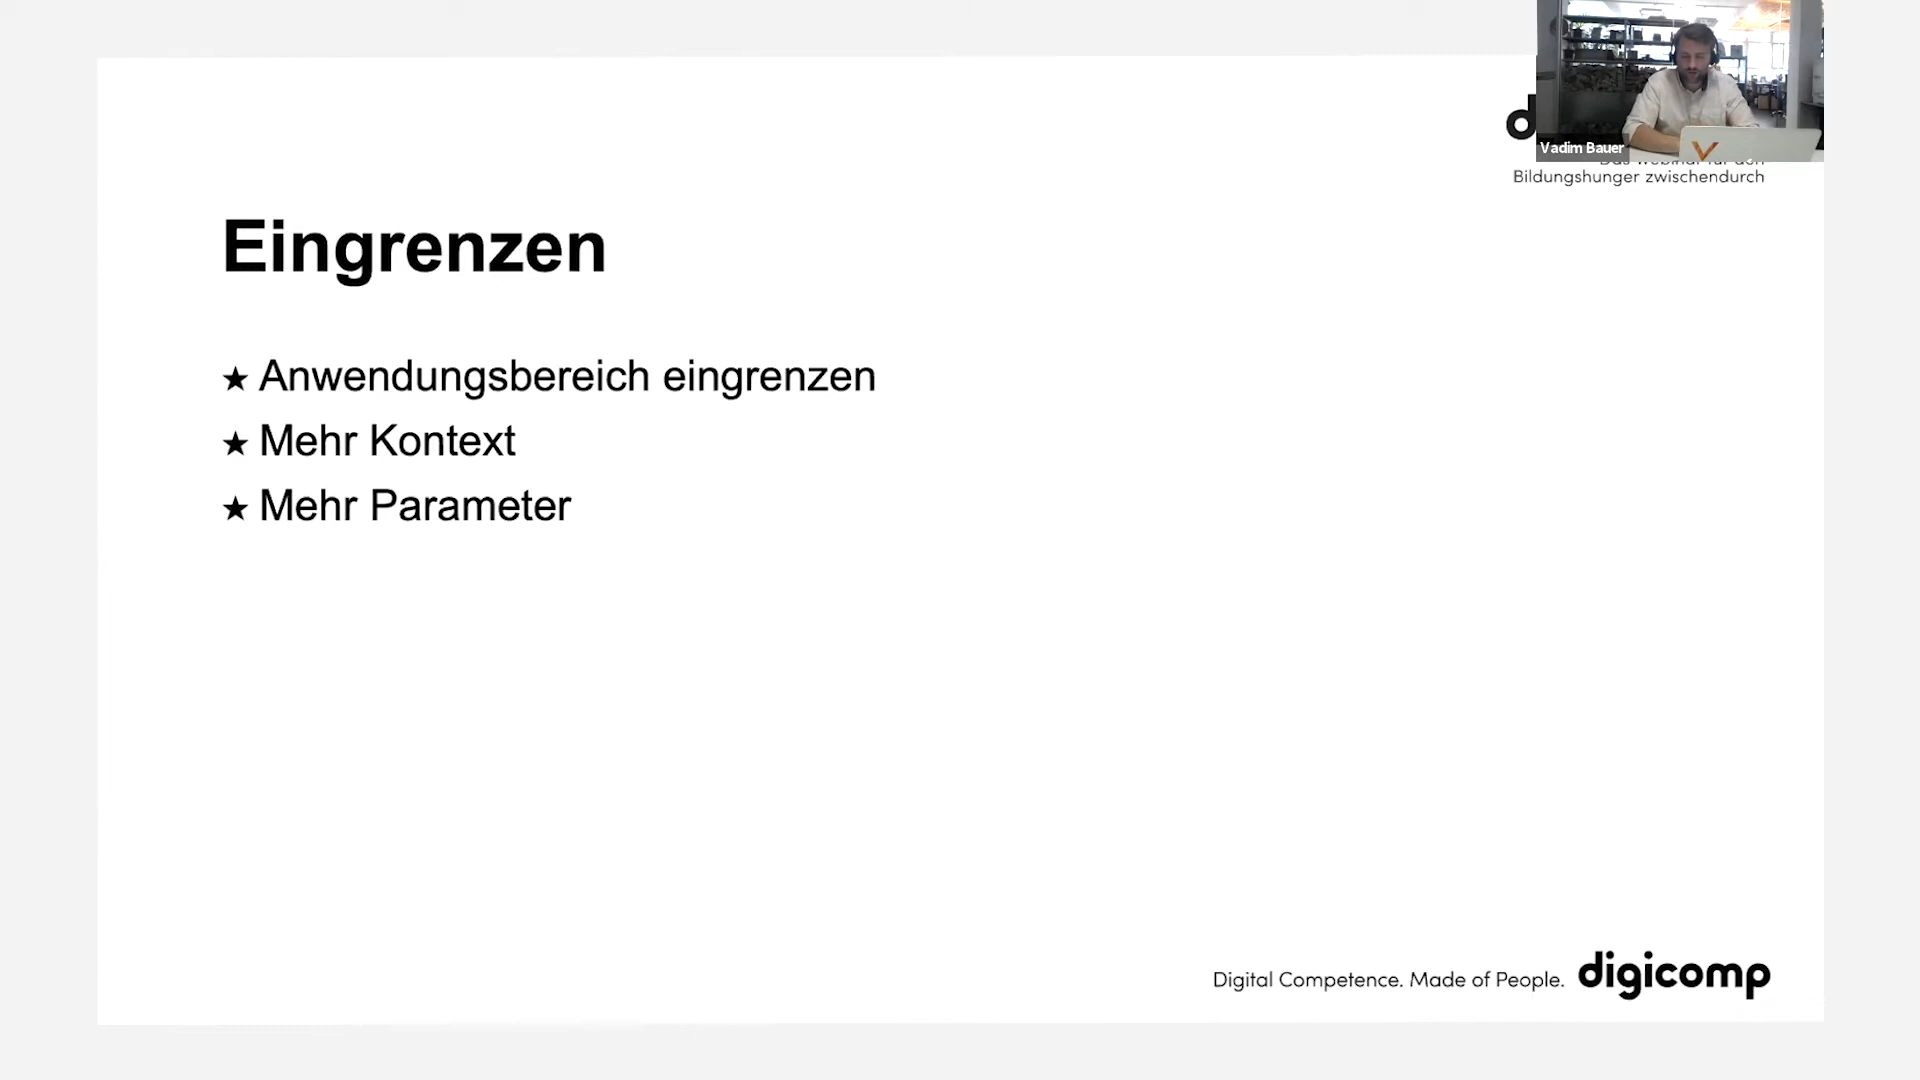 Vadim Bauer
Bildungshunger zwischendurch
Eingrenzen
★ Anwendungsbereich eingrenzen
★ Mehr Kontext
★ Mehr Parameter
Digital Competence. Made of People. digicomp